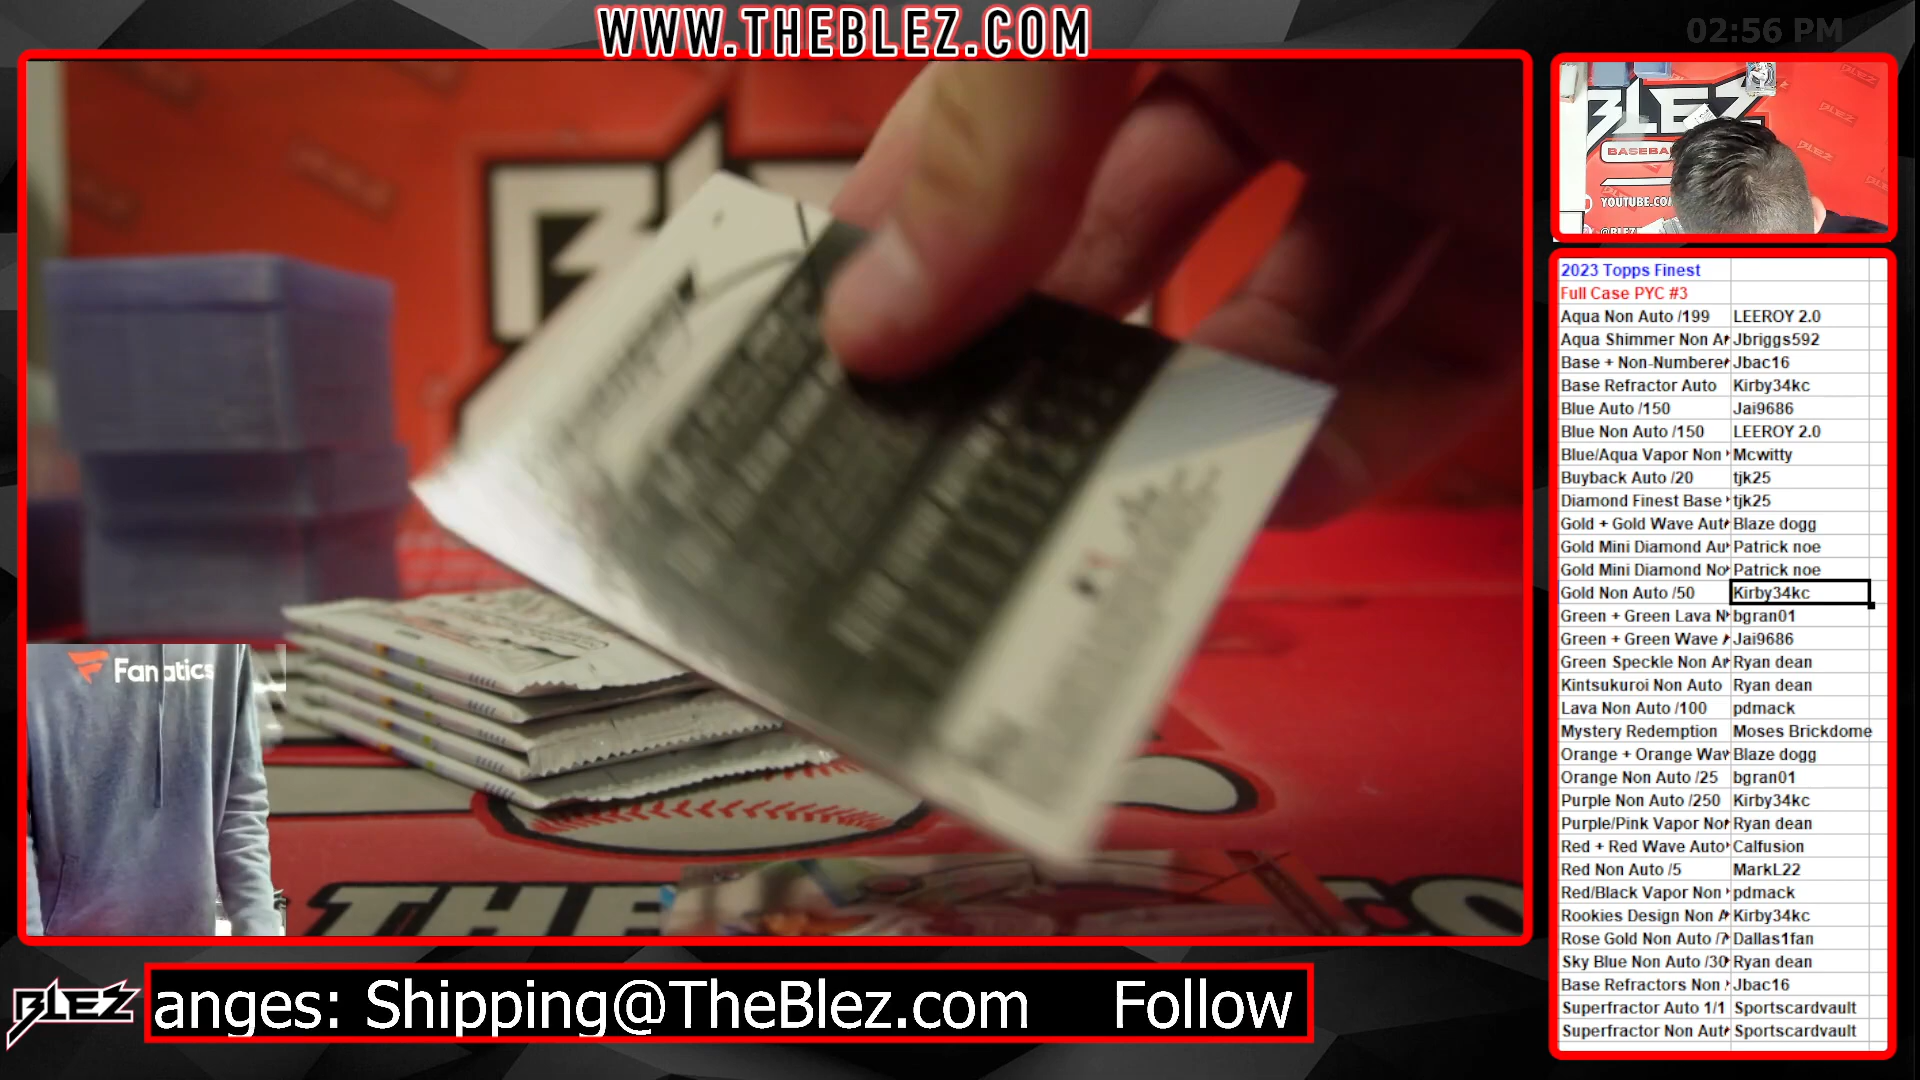 WWW.THEBLEZ.COM
02:56 PM
BLEZ
BASEBA
YOUTUBE.CO
@BLEZ
Fanatics
THE
2023 Topps Finest
Full Case PYC #3
Aqua Non Auto /199 LEEROY 2.0
Aqua Shimmer Non A Jbriggs592
Base + Non-Numbere Jbac16
Base Refractor Auto Kirby34kc
Blue Auto /150 Jai9686
Blue Non Auto /150 LEEROY 2.0
Blue/Aqua Vapor Non Mcwitty
Buyback Auto /20 tjk25
Diamond Finest Base tjk25
Gold + Gold Wave Aut Blaze dogg
Gold Mini Diamond Au Patrick noe
Gold Mini Diamond No Patrick noe
Gold Non Auto /50 Kirby34kc
Green + Green Lava N bgran01
Green + Green Wave Jai9686
Green Speckle Non A Ryan dean
Kintsukuroi Non Auto Ryan dean
Lava Non Auto /100 pdmack
Mystery Redemption Moses Brickdome
Orange + Orange Wav Blaze dogg
Orange Non Auto /25 bgran01
Purple Non Auto /250 Kirby34kc
Purple/Pink Vapor No Ryan dean
Red + Red Wave Auto Calfusion
Red Non Auto /5 MarkL22
Red/Black Vapor Non pdmack
Rookies Design Non A Kirby34kc
Rose Gold Non Auto /7 Dallas1fan
Sky Blue Non Auto /30 Ryan dean
Base Refractors Non Jbac16
Superfractor Auto 1/1 Sportscardvault
Superfractor Non Aut Sportscardvault
BLEZ
anges: Shipping@TheBlez.com Follow